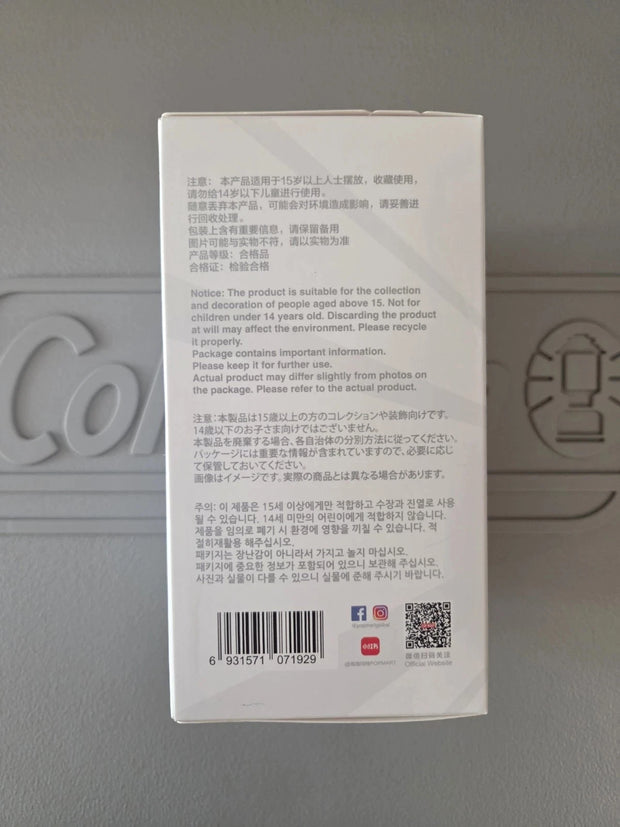 注意： 本产品适用于15岁以上人士摆放，收藏使用，
请勿给14岁以下儿童进行使用。
随意丢弃本产品，可能会对环境造成影响，请妥善进
行回收处理。
包装上含有重要信息，请保留备用
图片可能与实物不符，请以实物为准
产品等级：合格品
合格证：检验合格
Notice: The product is suitable for the collection
and decoration of people aged above 15. Not for
children under 14 years old. Discarding the product
at will may affect the environment. Please recycle
it properly.
Package contains important information.
Please keep it for further use.
Actual product may differ slightly from photos on
the package. Please refer to the actual product.
注意：本製品は15歳以上の方のコレクションや装飾向けです。
14歳以下のお子さま向けではございません。
本製品を廃棄する場合、各自治体の分別方法に従ってください。
パッケージには重要な情報が含まれていますので、必要に応じ
て保管しておいてください。
画像はイメージです。実際の商品とは異なる場合があります。
주의: 이 제품은 15세 이상에게만 적합하고 수장과 진열로 사용
될 수 있습니다. 14세 미만의 어린이에게 적합하지 않습니다.
제품을 임의로 폐기 시 환경에 영향을 끼칠 수 있습니다. 적
절히재활용 해주십시오.
패키지는 장난감이 아니라서 가지고 놀지 마십시오.
패키지에 중요한 정보가 포함되어 있으니 보관해 주십시오.
사진과 실물이 다를 수 있으니 실물에 준해 주시기 바랍니다.
6 931571 071929
@popmartglobal
小红书
@泡泡玛特POPMART
微信扫码关注
Official Website
Col